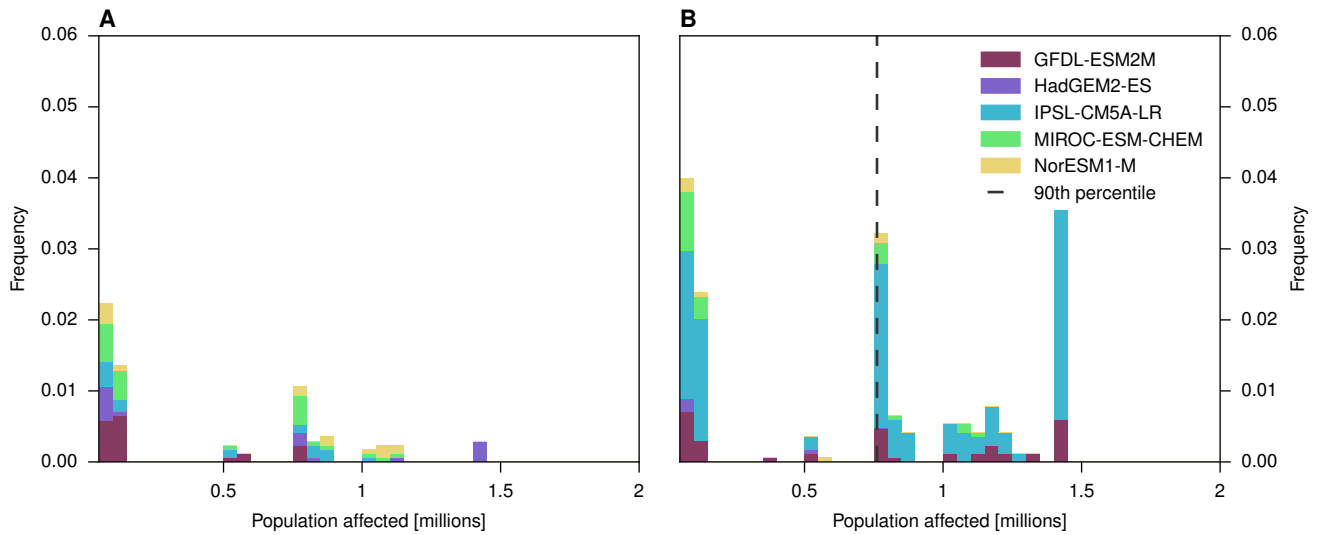 A
0.06
0.05
0.04
0.03
0.02
0.01
0.00
Frequency
0.5
1
1.5
2
Population affected [millions]
B
GFDL-ESM2M
HadGEM2-ES
IPSL-CM5A-LR
MIROC-ESM-CHEM
NorESM1-M
90th percentile
0.5
1
1.5
2
Population affected [millions]
0.06
0.05
0.04
0.03
0.02
0.01
0.00
Frequency